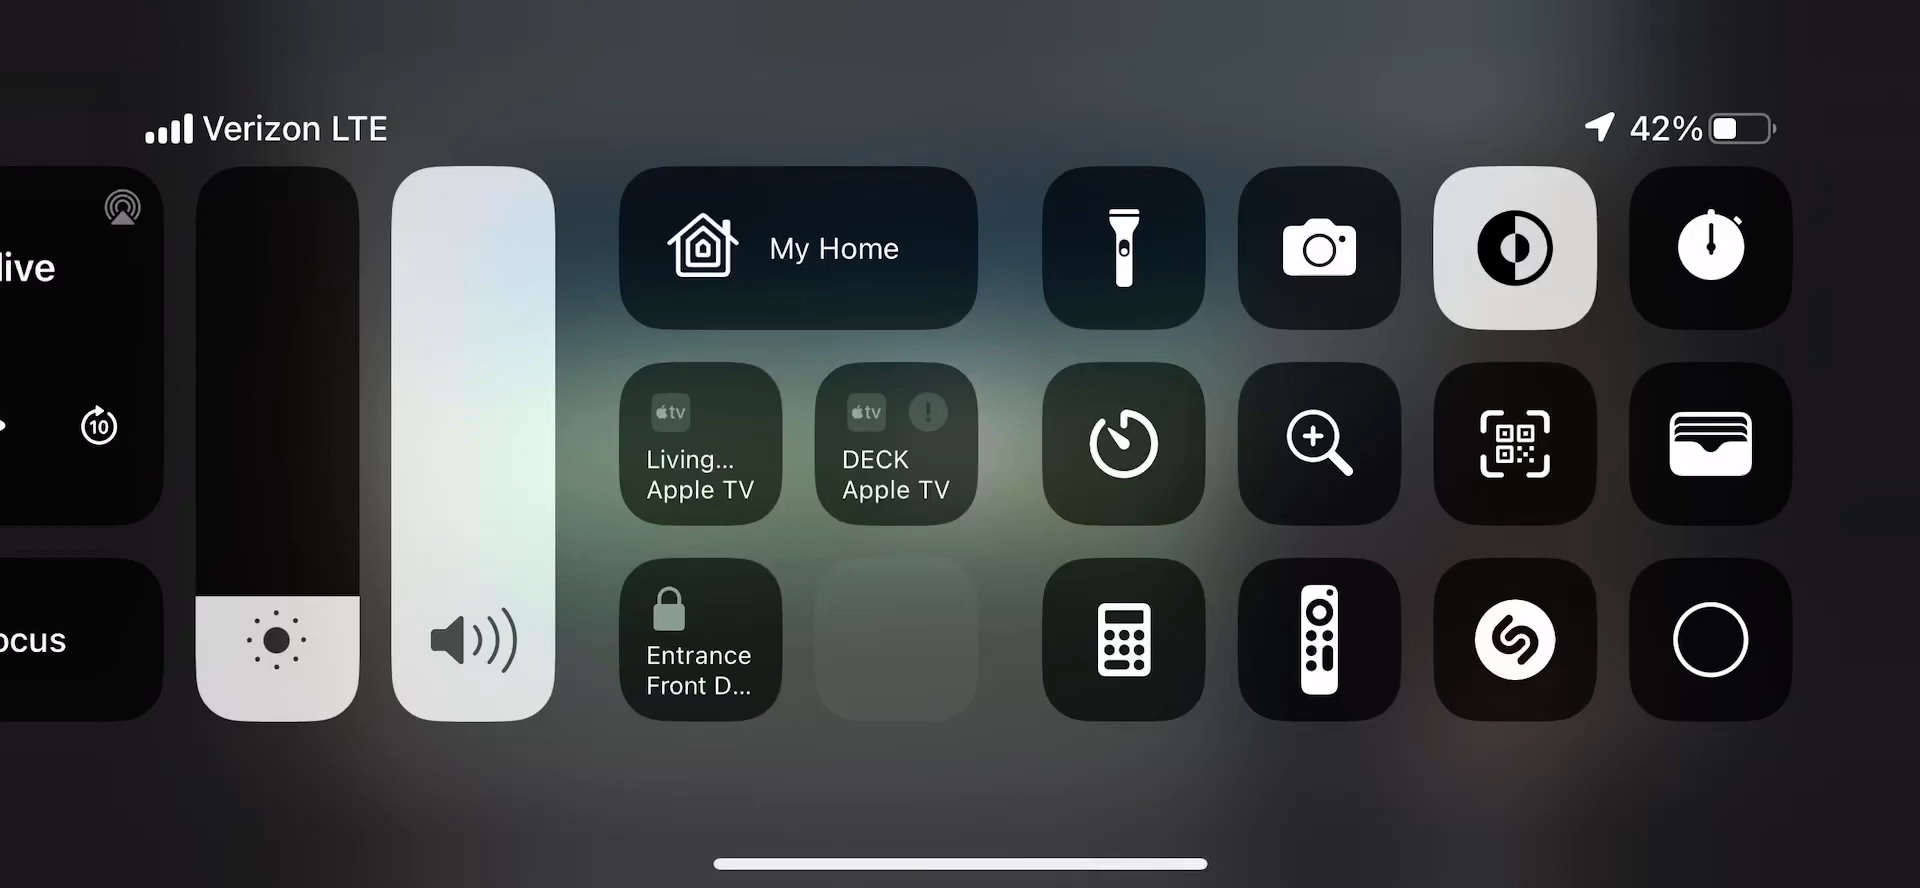 Verizon LTE
42%
live
10
ocus
My Home
tv
Living...
Apple TV
tv
DECK
Apple TV
Entrance
Front D...